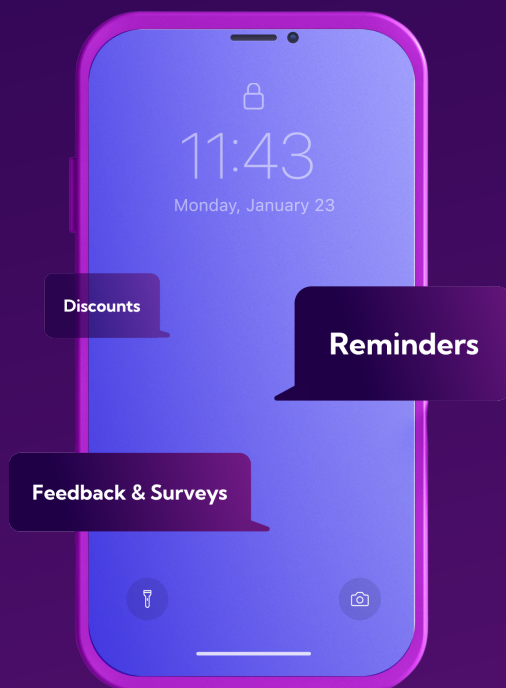 11:43
Monday, January 23
Discounts
Reminders
Feedback & Surveys